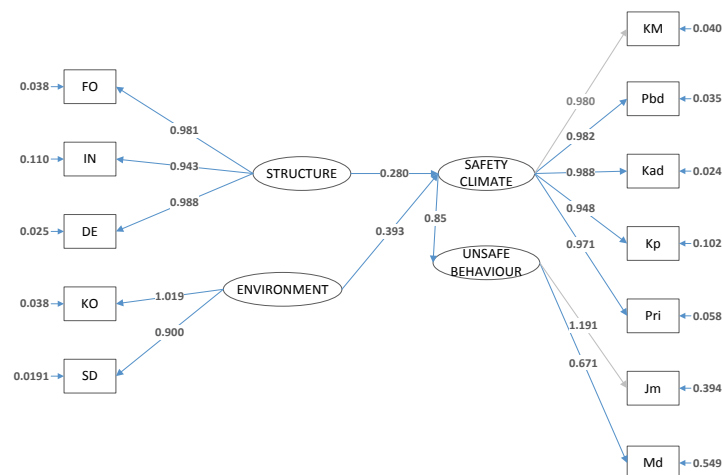 KM
0.040
FO
0.038
0.980
Pbd
0.035
0.981
0.982
IN
0.110
0.943
STRUCTURE
0.280
SAFETY
CLIMATE
0.988
Kad
0.024
0.988
0.948
DE
0.025
0.85
0.971
Kp
0.102
0.393
UNSAFE
BEHAVIOUR
KO
0.038
1.019
ENVIRONMENT
Pri
0.058
0.900
1.191
0.671
SD
0.0191
Jm
0.394
Md
0.549